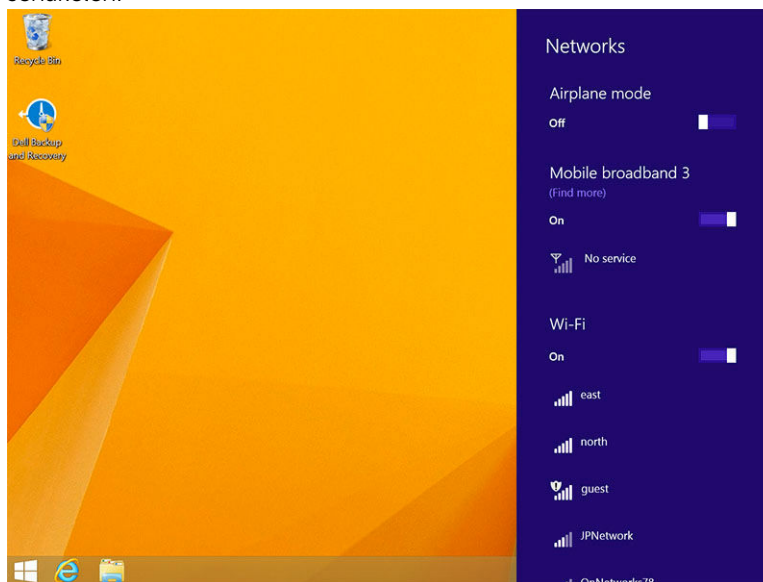 Recycle Bin
Dell Backup
and Recovery
Networks
Airplane mode
Off
Mobile broadband 3
(Find more)
On
No service
Wi-Fi
On
east
north
guest
JPNetwork